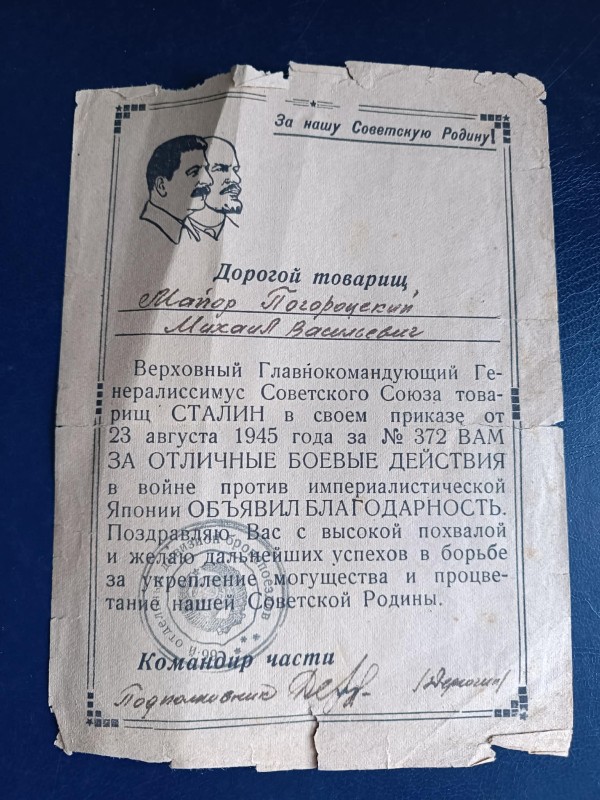 За нашу Советскую Родину!
Дорогой товарищ
Майор Погороцкий
Михаил Васильевич
Верховный Главнокомандующий Ге-
нералиссимус Советского Союза това-
рищ СТАЛИН в своем приказе от
23 августа 1945 года за № 372 ВАМ
ЗА ОТЛИЧНЫЕ БОЕВЫЕ ДЕЙСТВИЯ
в войне против империалистической
Японии ОБЪЯВИЛ БЛАГОДАРНОСТЬ.
Поздравляю Вас с высокой похвалой
и желаю дальнейших успехов в борьбе
за укрепление могущества и процве-
тание нашей Советской Родины.
дивизион бронепоездов
Командир части
Подполковник